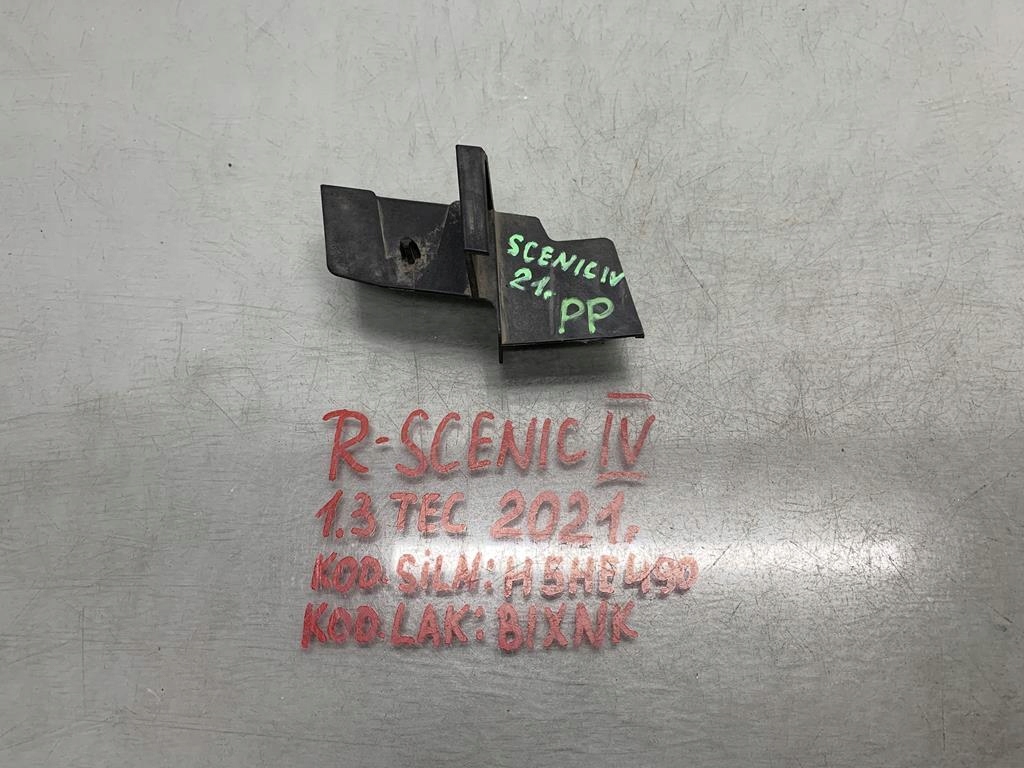 SCENIC IV
21.
PP
R-SCENIC IV
1.3 TEC 2021.
KOD.SiLN: H5HE490
KOD.LAK: BIXNK